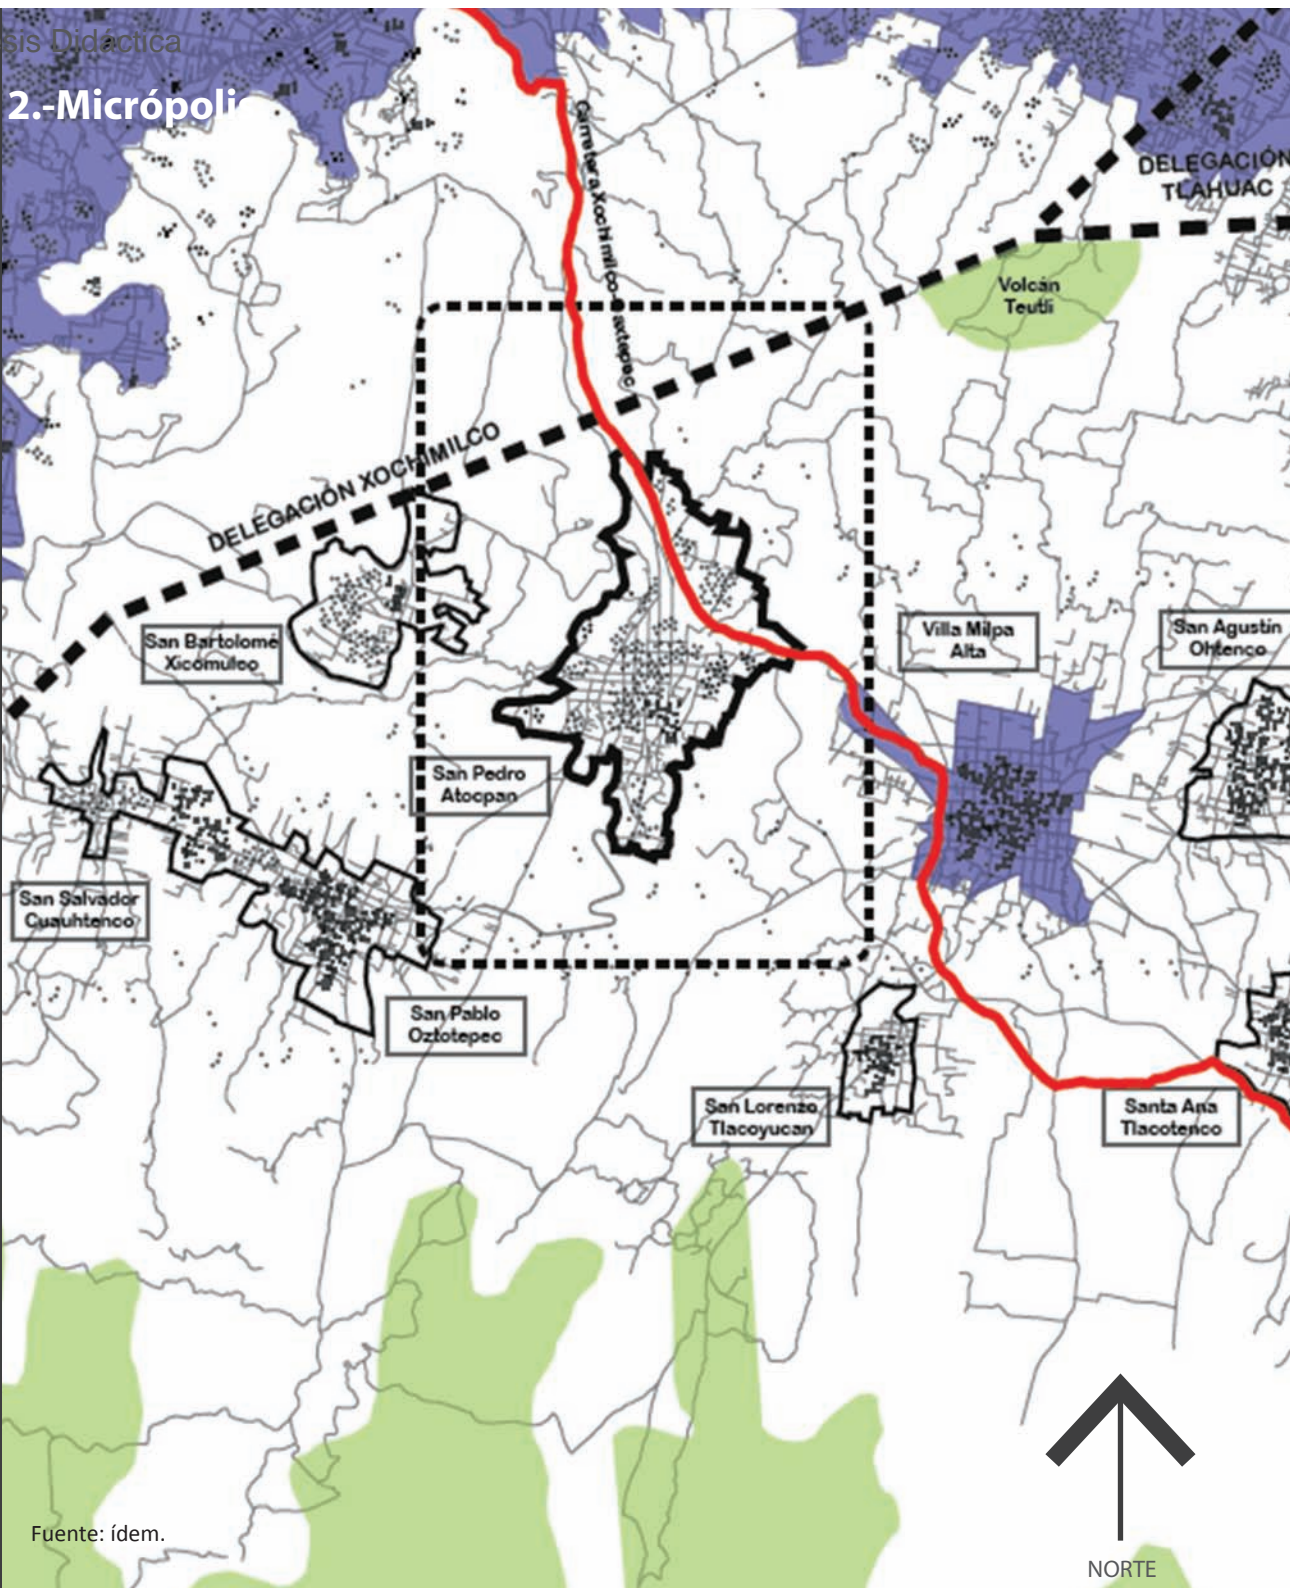 sis Didáctica
2.-Micrópolis
Carretera Xochimilco-Oaxtepec
DELEGACIÓN
TLAHUAC
Volcán
Teutli
DELEGACIÓN XOCHIMILCO
San Bartolomé
Xicomulco
Villa Milpa
Alta
San Agustín
Ohtenco
San Pedro
Atocpan
San Salvador
Cuauhtenco
San Pablo
Oztotepec
San Lorenzo
Tlacoyucan
Santa Ana
Tlacotenco
Fuente: ídem.
NORTE